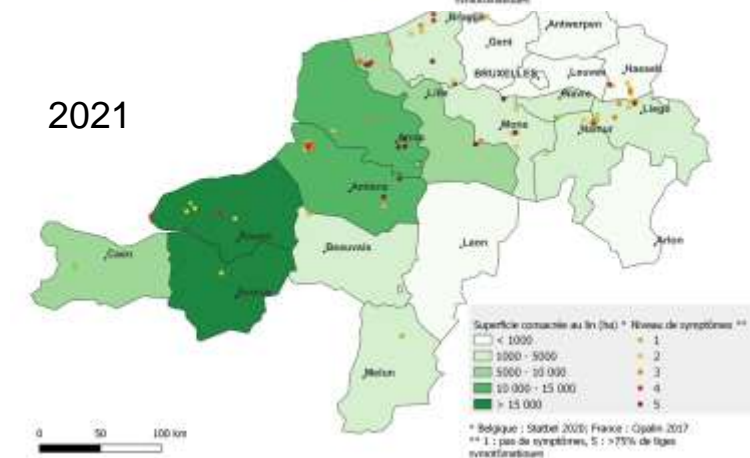 symptomatiques
Brugge
Antwerpen
Gent
BRUXELLES
Leuven
Hasselt
Lille
Wavre
Liège
Mons
Namur
Arras
Amiens
Rouen
Beauvais
Laon
Arlon
Caen
Evreux
Melun
2021
Superficie consacrée au lin (ha) * Niveau de symptômes **
< 1000 1
1000 - 5000 2
5000 - 10 000 3
10 000 - 15 000 4
> 15 000 5
0 50 100 km
* Belgique : Statbel 2020; France : Cipalin 2017
** 1 : pas de symptômes, 5 : >75% de tiges
symptomatiques